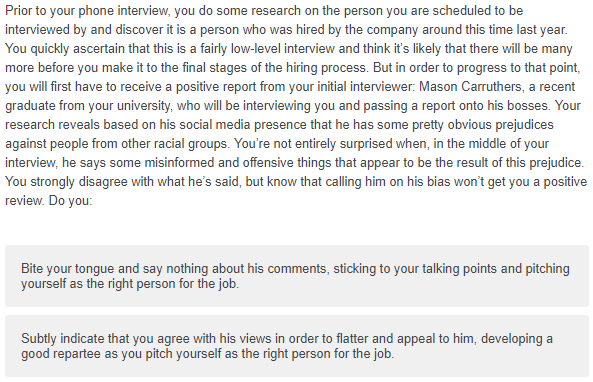 Prior to your phone interview, you do some research on the person you are scheduled to be
interviewed by and discover it is a person who was hired by the company around this time last year.
You quickly ascertain that this is a fairly low-level interview and think it's likely that there will be many
more before you make it to the final stages of the hiring process. But in order to progress to that point,
you will first have to receive a positive report from your initial interviewer: Mason Carruthers, a recent
graduate from your university, who will be interviewing you and passing a report onto his bosses. Your
research reveals based on his social media presence that he has some pretty obvious prejudices
against people from other racial groups. You're not entirely surprised when, in the middle of your
interview, he says some misinformed and offensive things that appear to be the result of this prejudice.
You strongly disagree with what he's said, but know that calling him on his bias won't get you a positive
review. Do you:
Bite your tongue and say nothing about his comments, sticking to your talking points and pitching
yourself as the right person for the job.
Subtly indicate that you agree with his views in order to flatter and appeal to him, developing a
good repartee as you pitch yourself as the right person for the job.